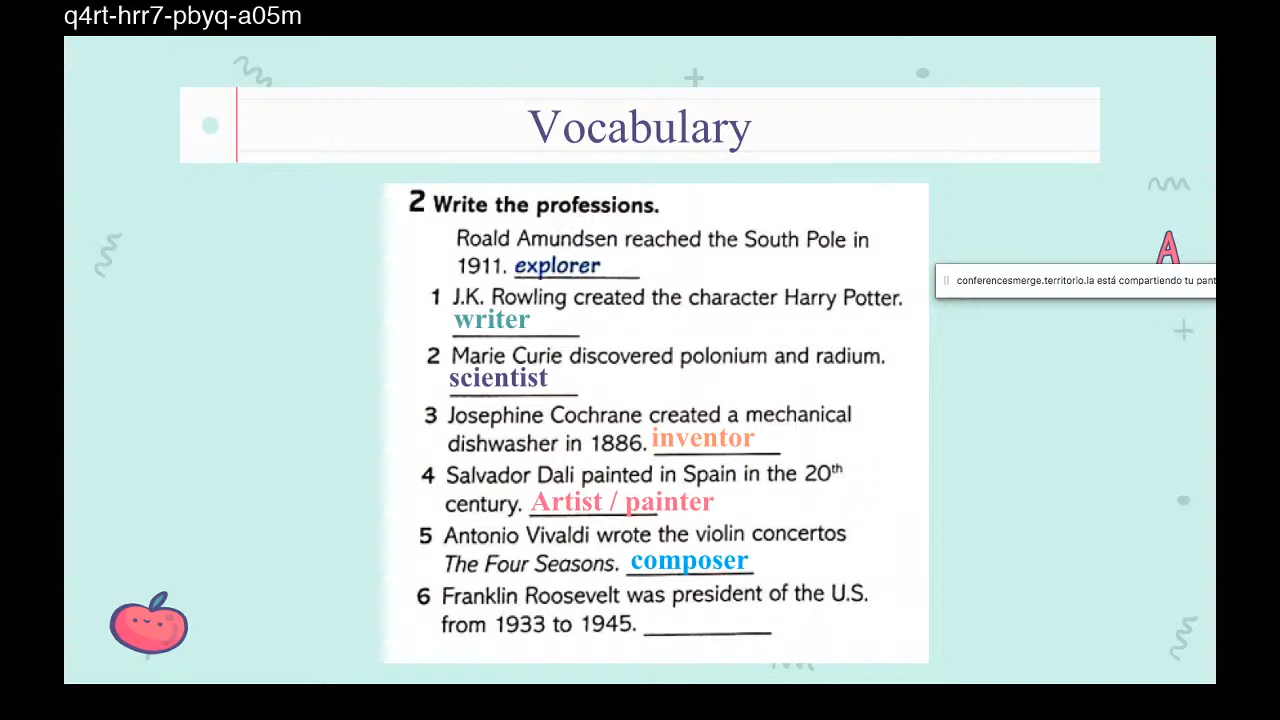 q4rt-hrr7-pbyq-a05m
Vocabulary
2 Write the professions.
Roald Amundsen reached the South Pole in
1911. explorer
1 J.K. Rowling created the character Harry Potter.
writer
2 Marie Curie discovered polonium and radium.
scientist
3 Josephine Cochrane created a mechanical
dishwasher in 1886. inventor
4 Salvador Dali painted in Spain in the 20th
century. Artist / painter
5 Antonio Vivaldi wrote the violin concertos
The Four Seasons. composer
6 Franklin Roosevelt was president of the U.S.
from 1933 to 1945.
A
conferencesmerge.territorio.la está compartiendo tu pant